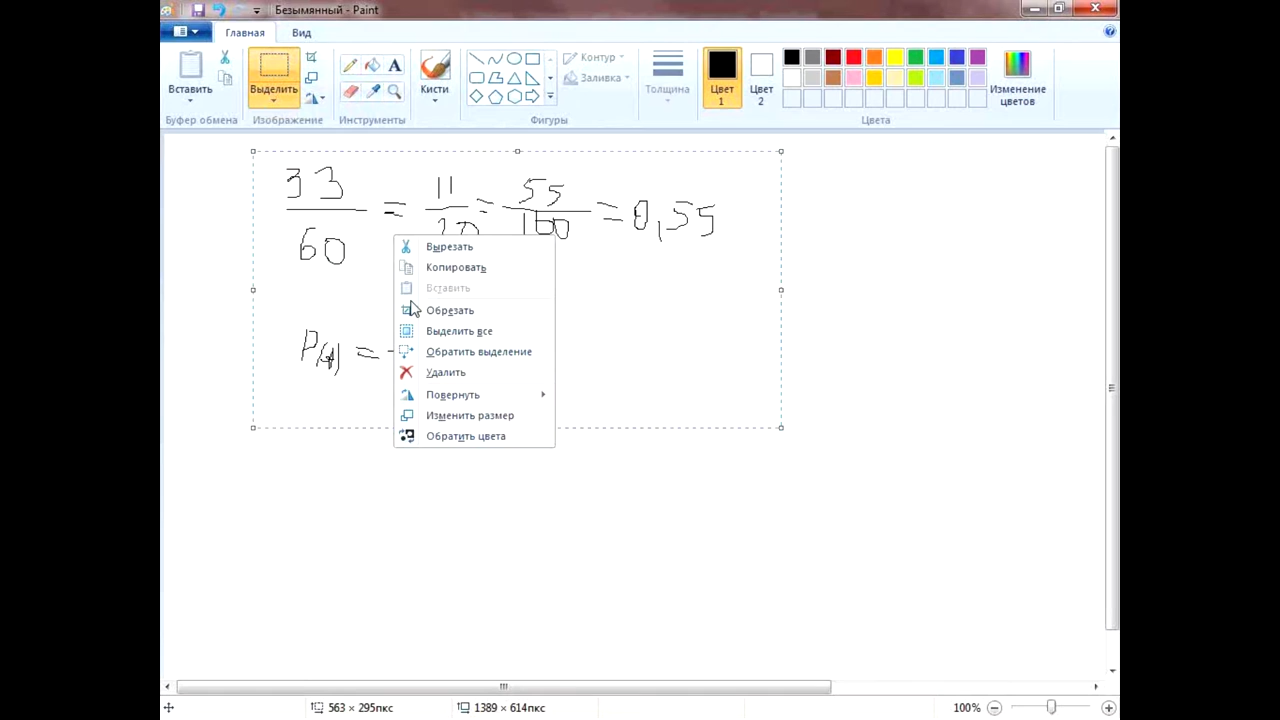 Безымянный - Paint
Главная Вид
Вставить Выделить Кисти Контур Заливка Толщина Цвет 1 Цвет 2 Изменение цветов
Буфер обмена Изображение Инструменты Фигуры Цвета
33/60 = 11/20 = 55/100 = 0,55
P(A) =
Вырезать
Копировать
Вставить
Обрезать
Выделить все
Обратить выделение
Удалить
Повернуть
Изменить размер
Обратить цвета
563 × 295пкс 1389 × 614пкс 100%